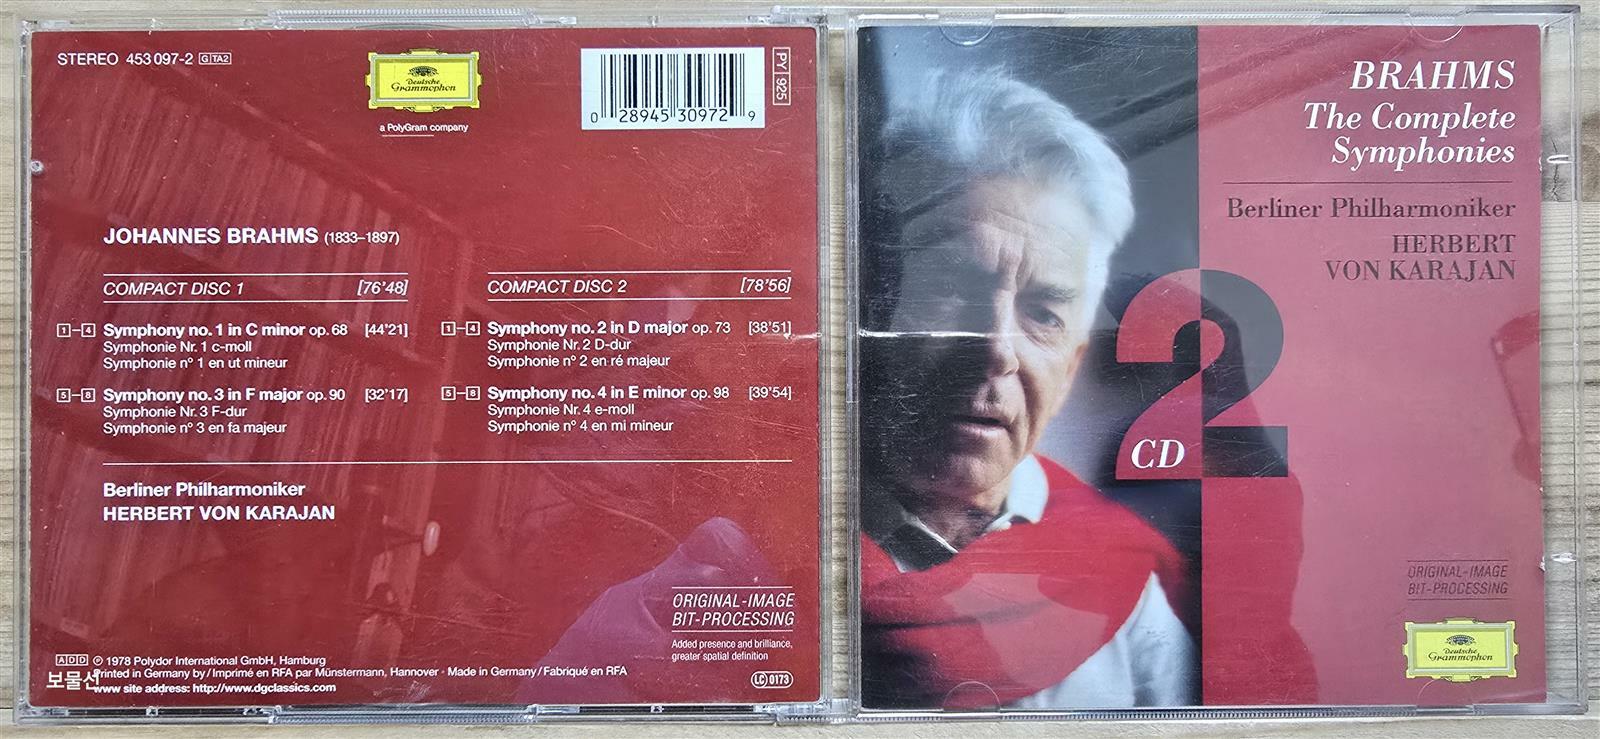 STEREO 453 097-2 G TA2
Deutsche
Grammophon
a PolyGram company
0 28945 30972 9
PY 925
JOHANNES BRAHMS (1833–1897)
COMPACT DISC 1 [76'48]
1–4 Symphony no. 1 in C minor op. 68 [44'21]
Symphonie Nr. 1 c-moll
Symphonie n° 1 en ut mineur
5–8 Symphony no. 3 in F major op. 90 [32'17]
Symphonie Nr. 3 F-dur
Symphonie n° 3 en fa majeur
COMPACT DISC 2 [78'56]
1–4 Symphony no. 2 in D major op. 73 [38'51]
Symphonie Nr. 2 D-dur
Symphonie n° 2 en ré majeur
5–8 Symphony no. 4 in E minor op. 98 [39'54]
Symphonie Nr. 4 e-moll
Symphonie n° 4 en mi mineur
Berliner Philharmoniker
HERBERT VON KARAJAN
ORIGINAL-IMAGE
BIT-PROCESSING
Added presence and brilliance,
greater spatial definition
ADD ℗ 1978 Polydor International GmbH, Hamburg
Printed in Germany by / Imprimé en RFA par Münstermann, Hannover · Made in Germany / Fabriqué en RFA
www site address: http://www.dgclassics.com
LC 0173
보물선
BRAHMS
The Complete
Symphonies
Berliner Philharmoniker
HERBERT
VON KARAJAN
2
CD
ORIGINAL-IMAGE
BIT-PROCESSING
Deutsche
Grammophon